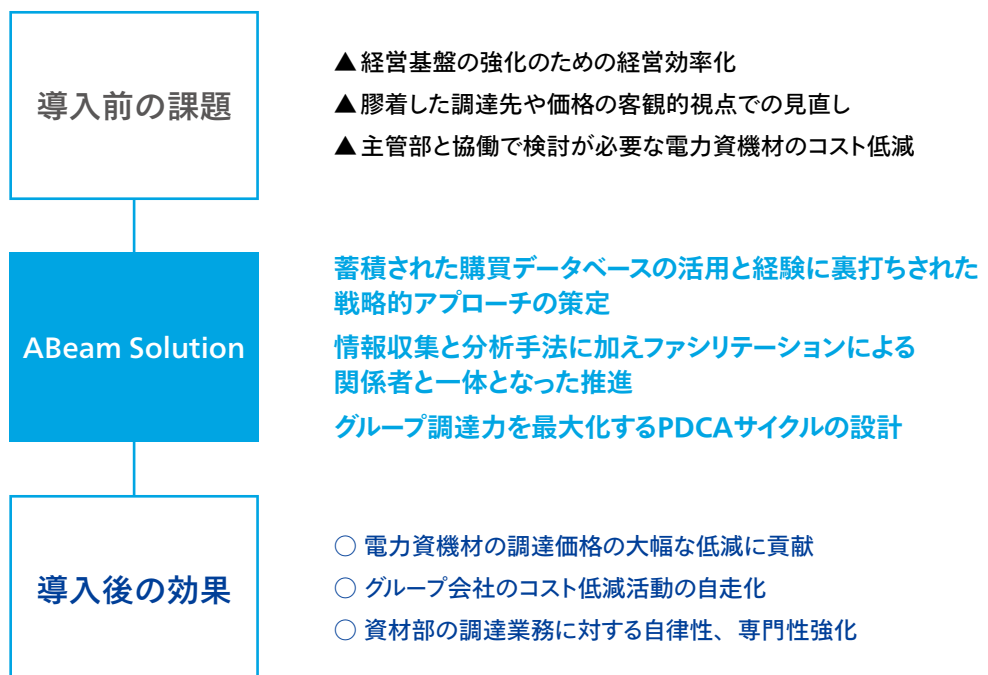 導入前の課題
▲経営基盤の強化のための経営効率化
▲膠着した調達先や価格の客観的視点での見直し
▲主管部と協働で検討が必要な電力資機材のコスト低減
ABeam Solution
蓄積された購買データベースの活用と経験に裏打ちされた
戦略的アプローチの策定
情報収集と分析手法に加えファシリテーションによる
関係者と一体となった推進
グループ調達力を最大化するPDCAサイクルの設計
導入後の効果
○ 電力資機材の調達価格の大幅な低減に貢献
○ グループ会社のコスト低減活動の自走化
○ 資材部の調達業務に対する自律性、専門性強化